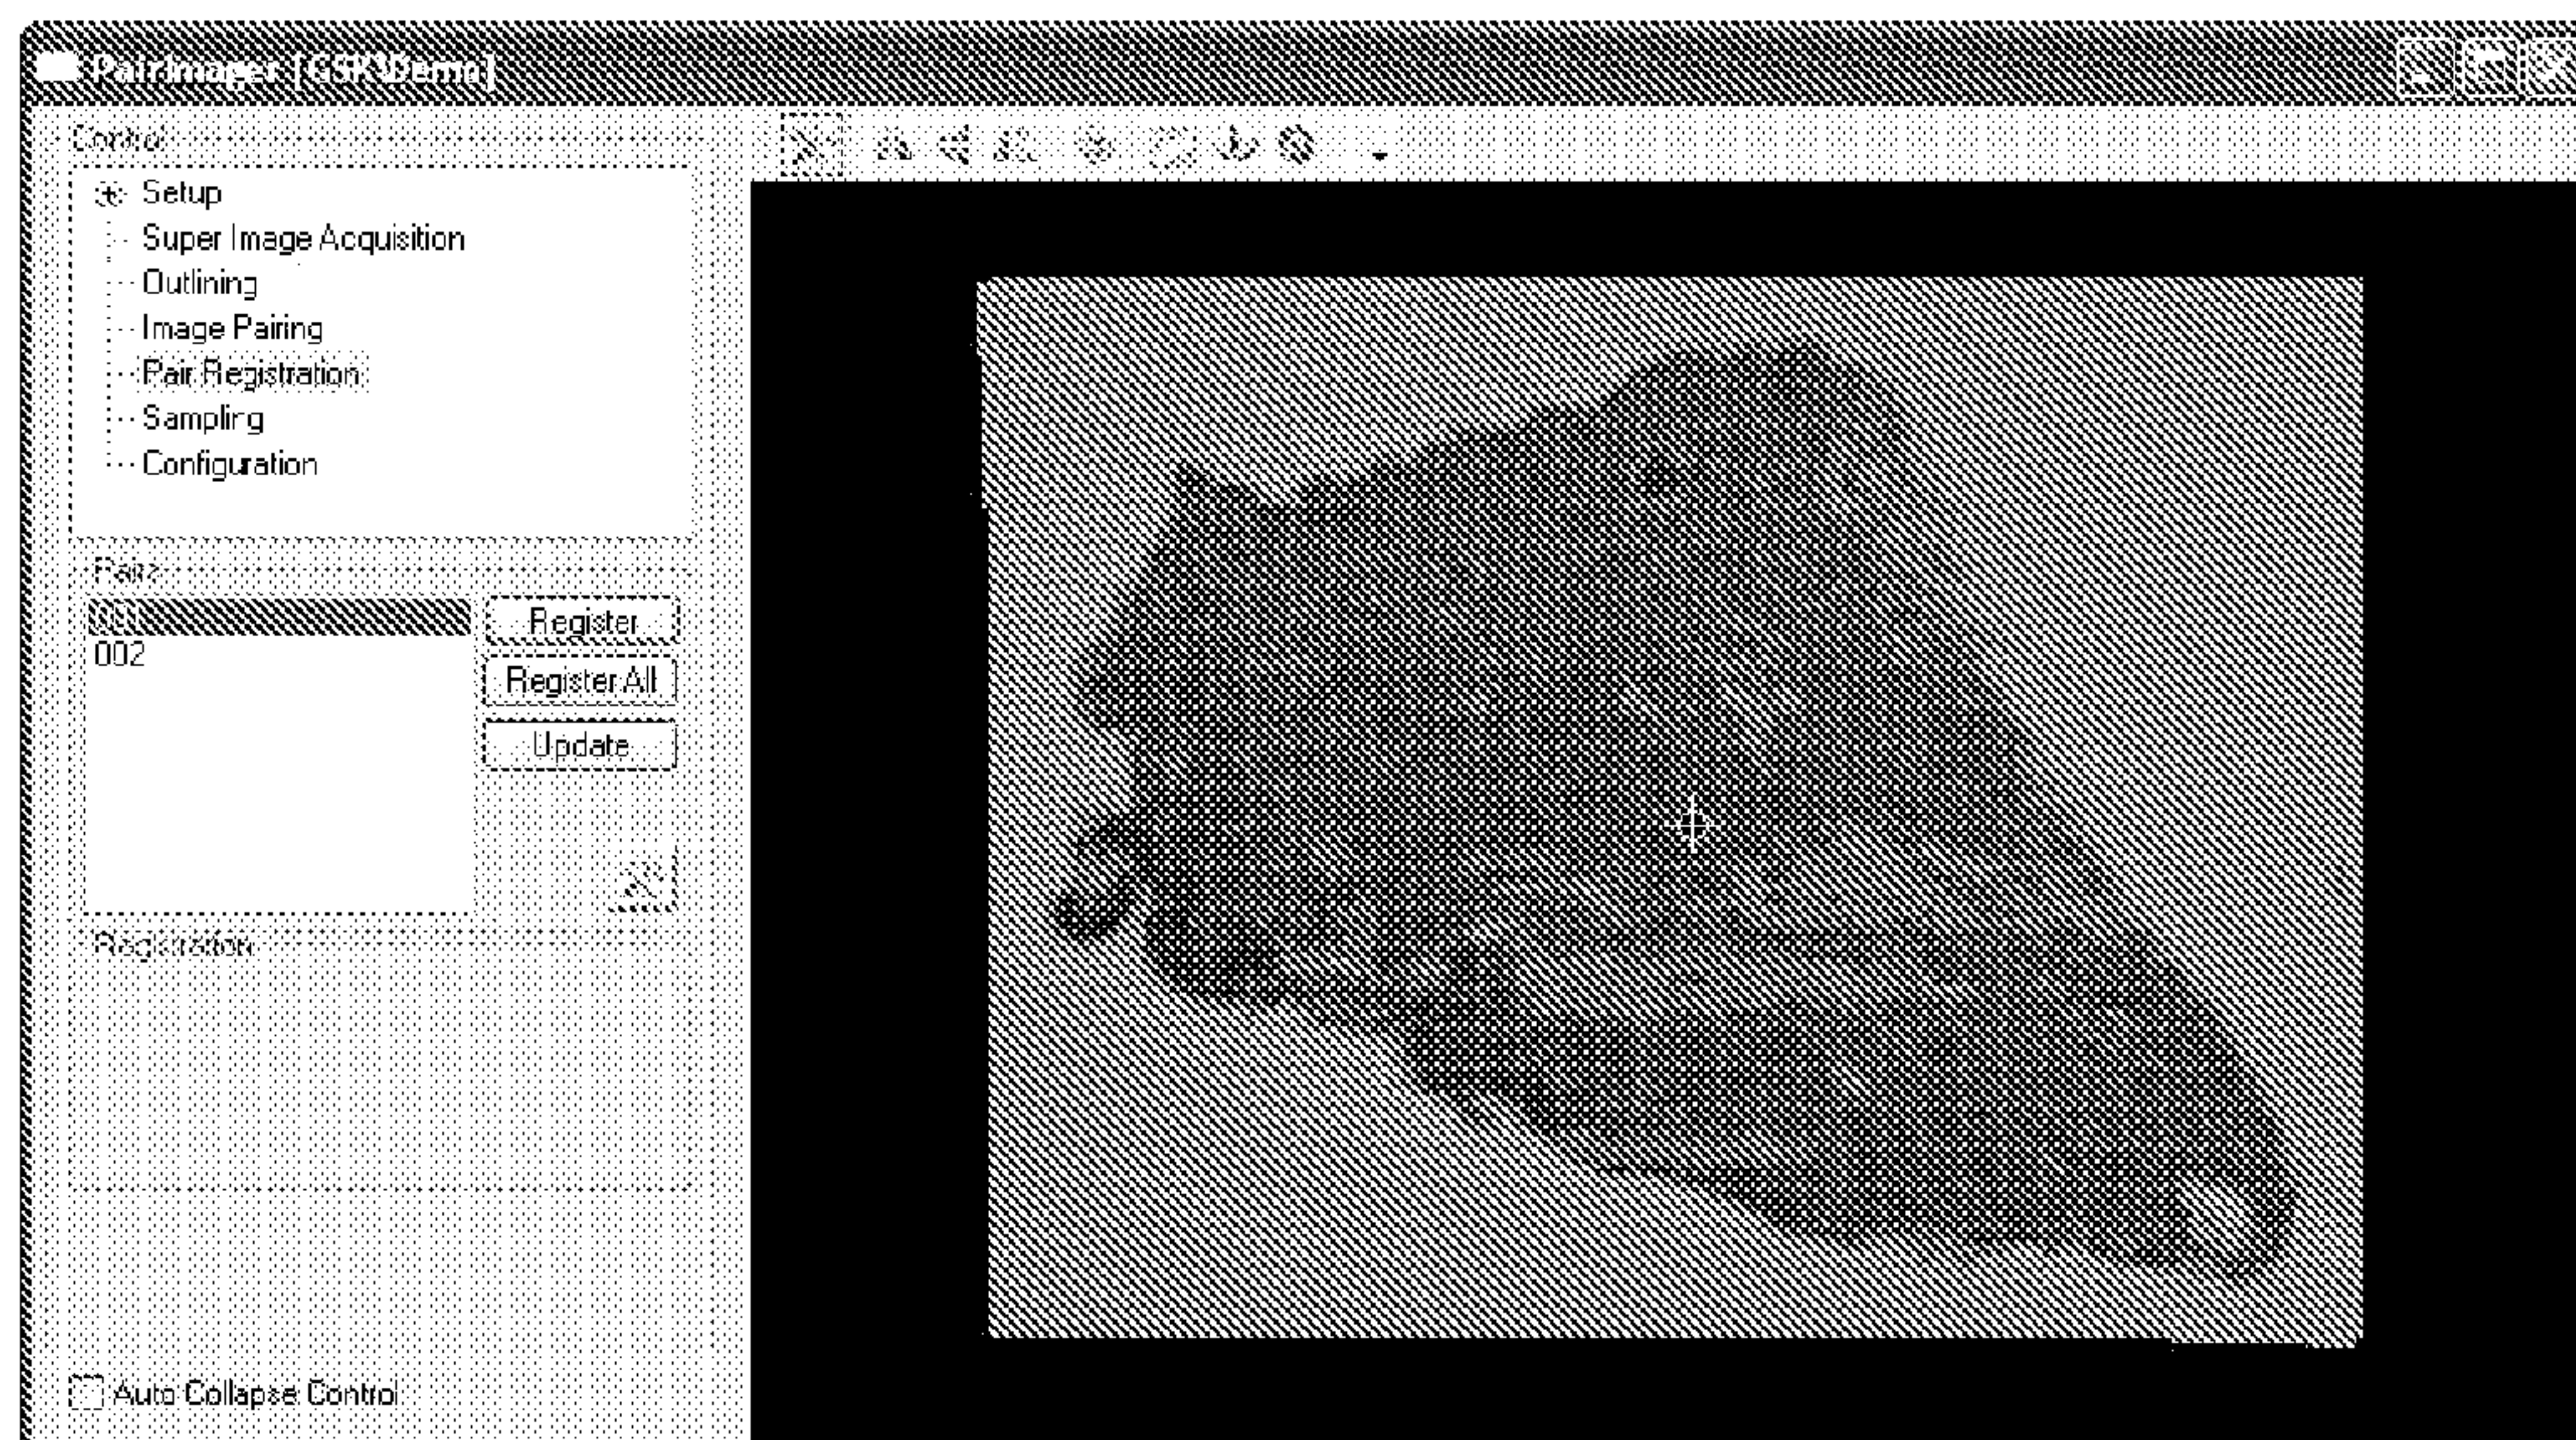 PairImager [GSK\Demo]
Control
Setup
Super Image Acquisition
Outlining
Image Pairing
Pair Registration
Sampling
Configuration
Pairs
001
002
Register
Register All
Update
Registration
Auto Collapse Control